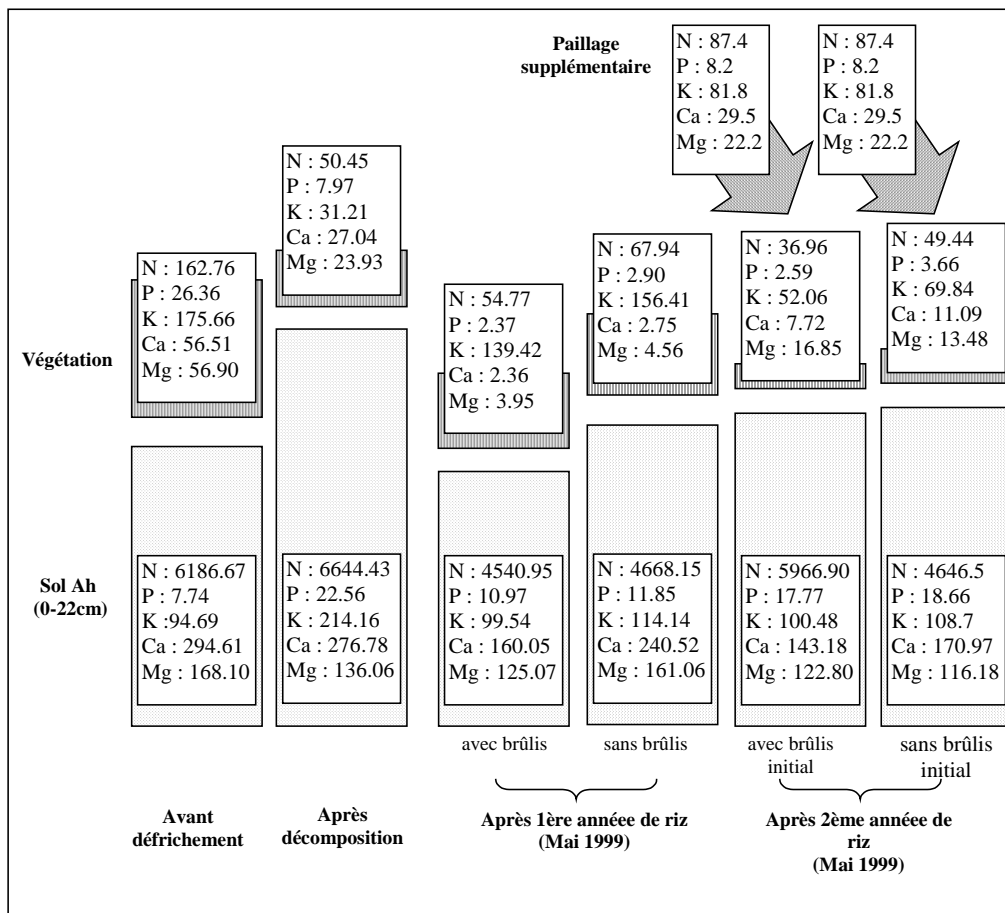 Paillage
supplémentaire
N : 87.4
P : 8.2
K : 81.8
Ca : 29.5
Mg : 22.2
N : 87.4
P : 8.2
K : 81.8
Ca : 29.5
Mg : 22.2
Végétation
N : 162.76
P : 26.36
K : 175.66
Ca : 56.51
Mg : 56.90
N : 50.45
P : 7.97
K : 31.21
Ca : 27.04
Mg : 23.93
N : 54.77
P : 2.37
K : 139.42
Ca : 2.36
Mg : 3.95
N : 67.94
P : 2.90
K : 156.41
Ca : 2.75
Mg : 4.56
N : 36.96
P : 2.59
K : 52.06
Ca : 7.72
Mg : 16.85
N : 49.44
P : 3.66
K : 69.84
Ca : 11.09
Mg : 13.48
Sol Ah
(0-22cm)
N : 6186.67
P : 7.74
K : 94.69
Ca : 294.61
Mg : 168.10
N : 6644.43
P : 22.56
K : 214.16
Ca : 276.78
Mg : 136.06
N : 4540.95
P : 10.97
K : 99.54
Ca : 160.05
Mg : 125.07
N : 4668.15
P : 11.85
K : 114.14
Ca : 240.52
Mg : 161.06
N : 5966.90
P : 17.77
K : 100.48
Ca : 143.18
Mg : 122.80
N : 4646.5
P : 18.66
K : 108.7
Ca : 170.97
Mg : 116.18
avec brûlis
sans brûlis
avec brûlis
initial
sans brûlis
initial
Avant
défrichement
Après
décomposition
Après 1ère annéee de riz
(Mai 1999)
Après 2ème annéee de
riz
(Mai 1999)